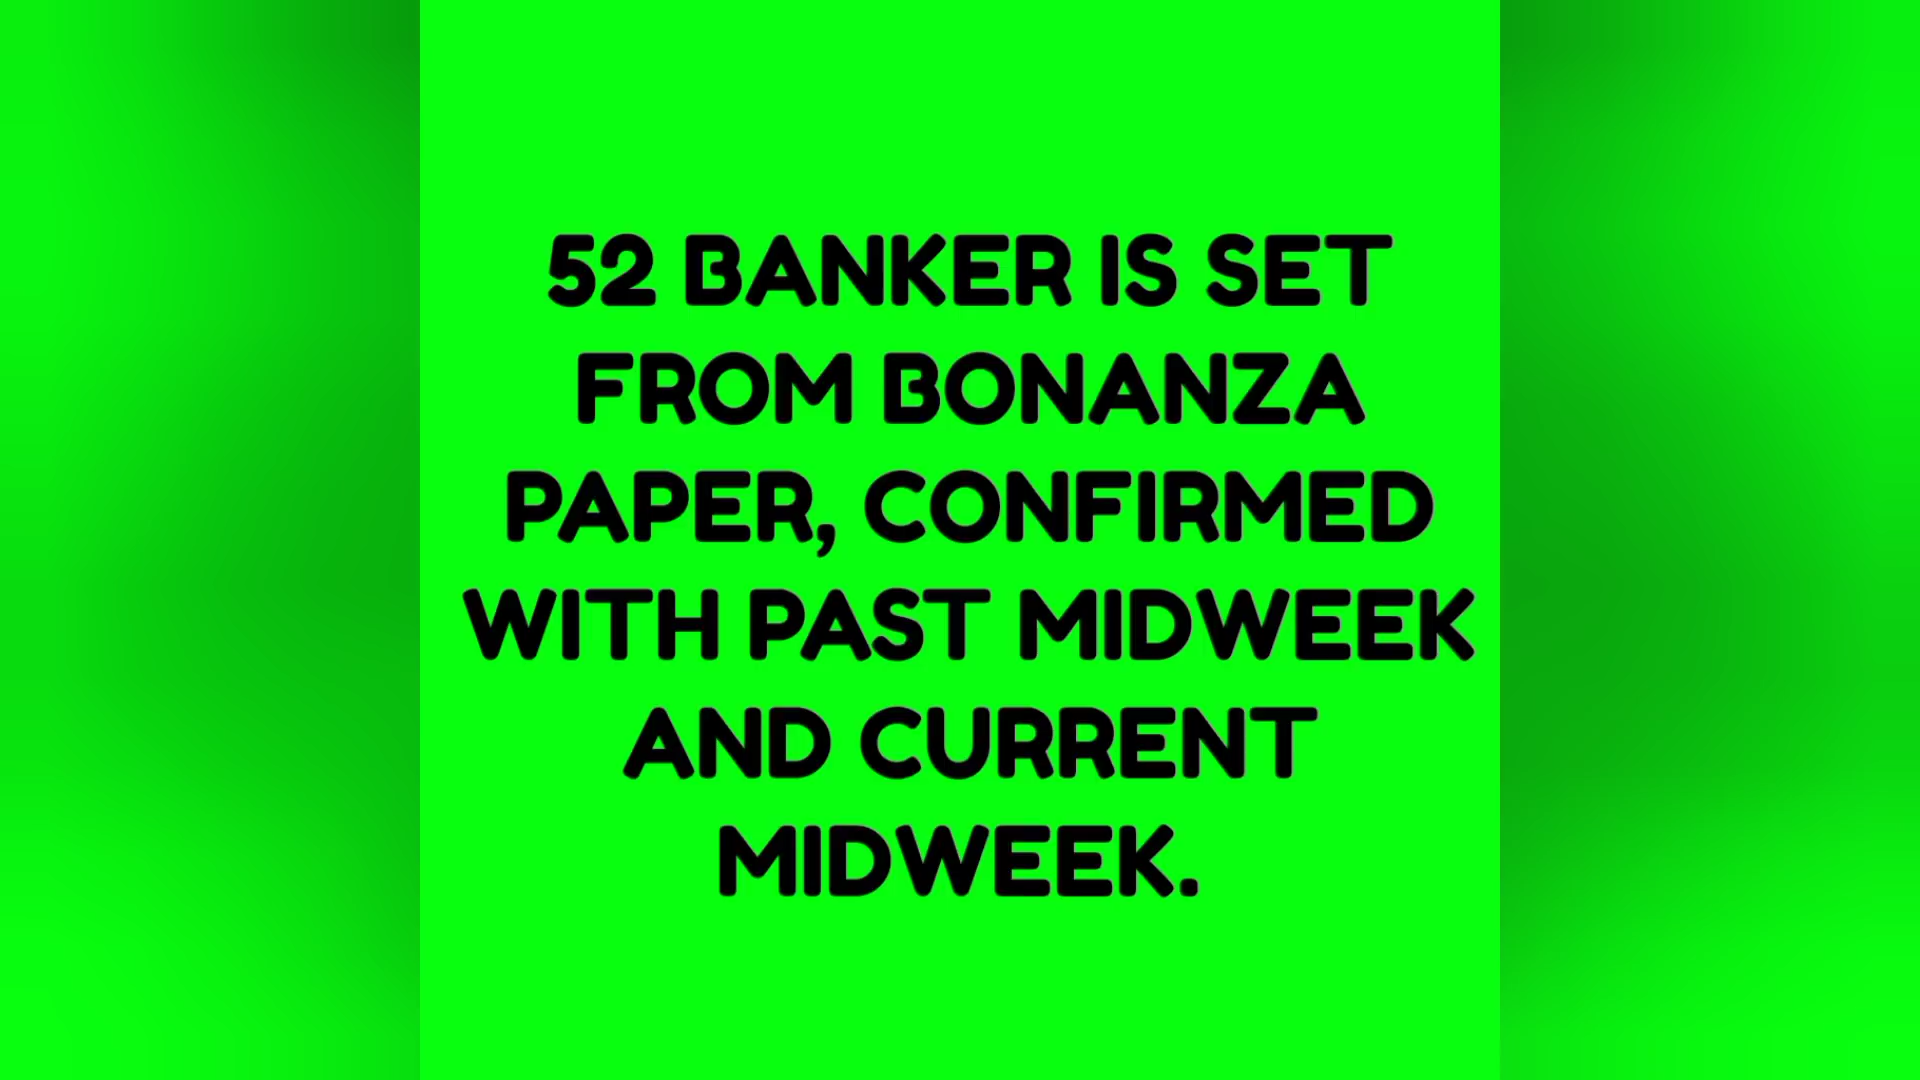 52 BANKER IS SET
FROM BONANZA
PAPER, CONFIRMED
WITH PAST MIDWEEK
AND CURRENT
MIDWEEK.